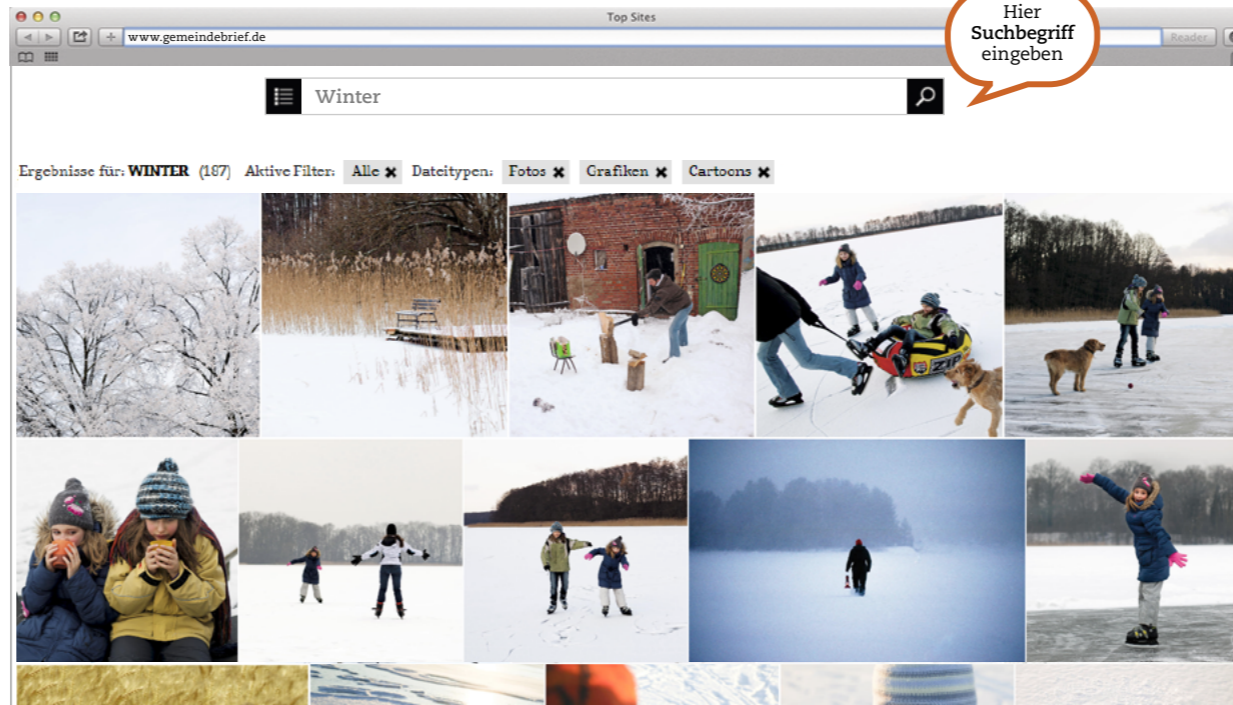 Top Sites
Hier
Suchbegriff
eingeben
www.gemeindebrief.de
Reader
Winter
Ergebnisse für: WINTER (187) Aktive Filter: Alle ✖ Dateitypen: Fotos ✖ Grafiken ✖ Cartoons ✖
ZIP